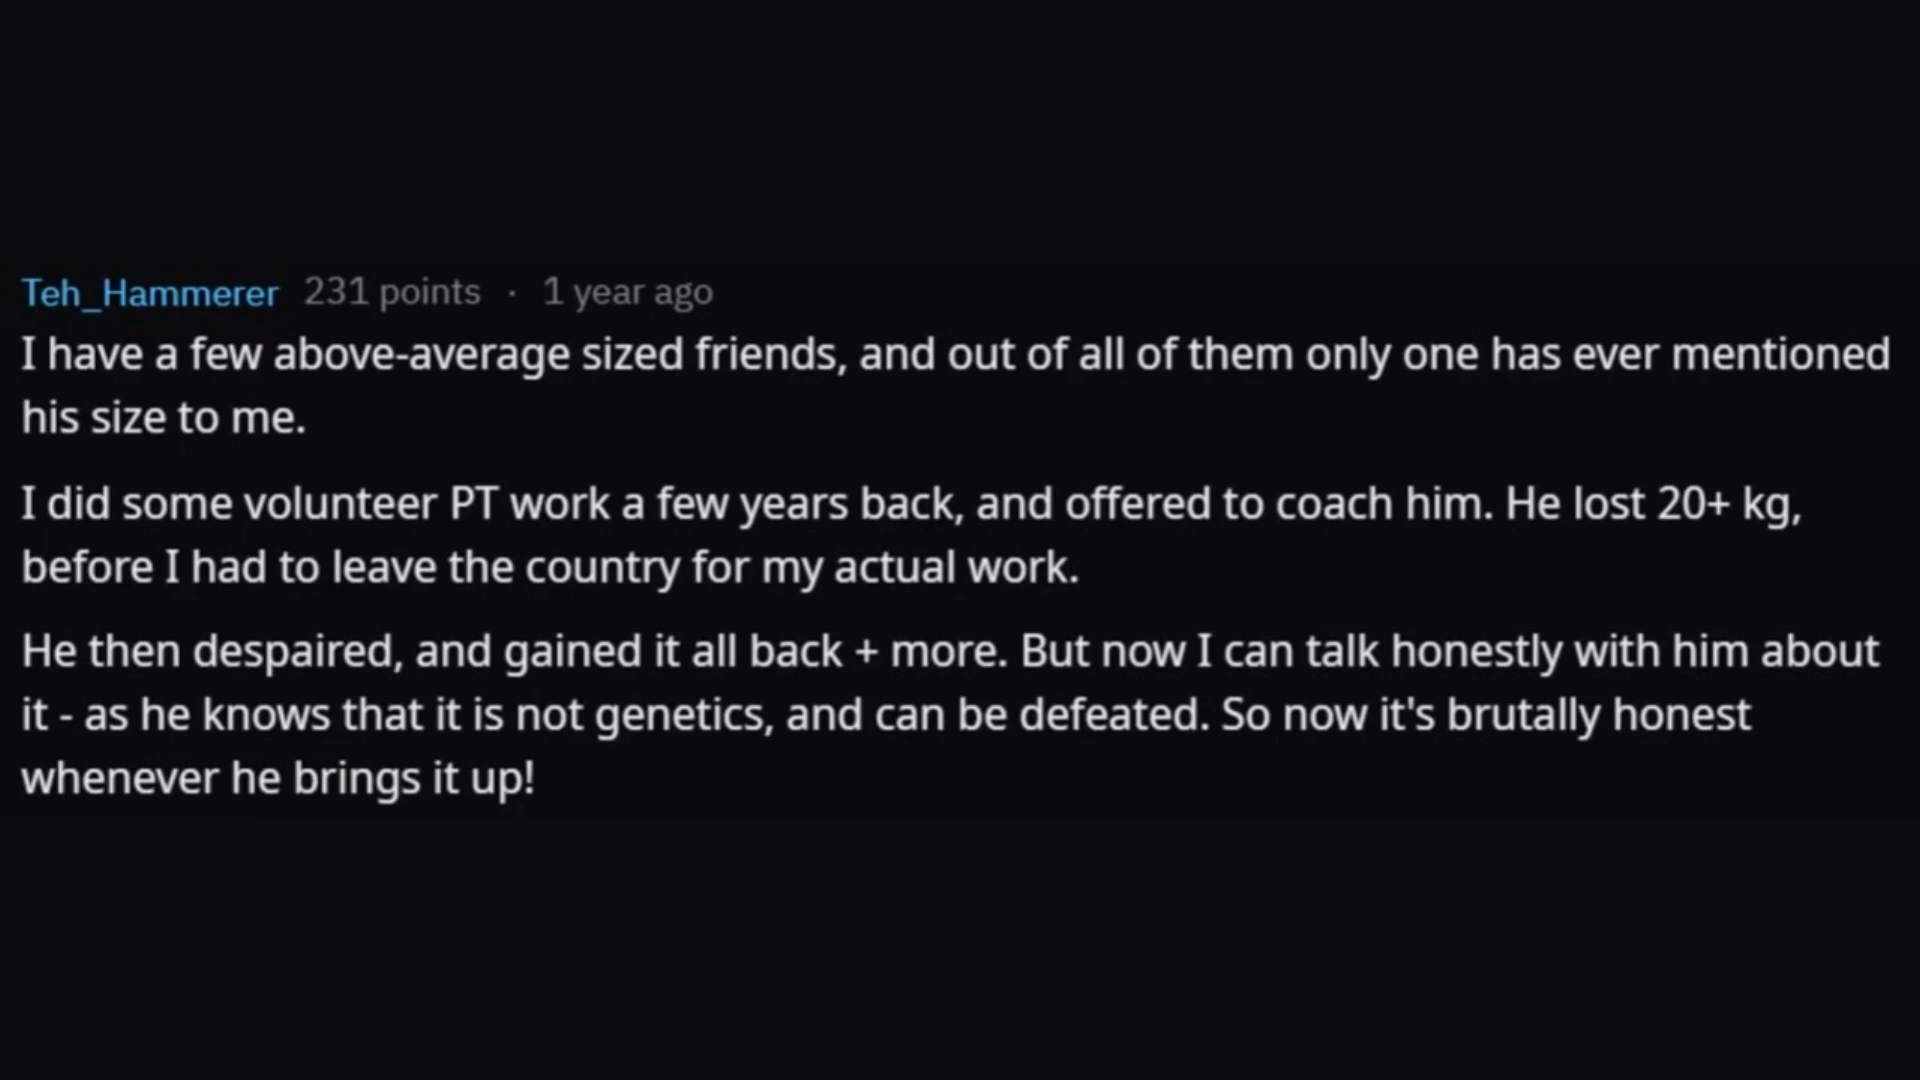 Teh_Hammerer 231 points · 1 year ago
I have a few above-average sized friends, and out of all of them only one has ever mentioned
his size to me.
I did some volunteer PT work a few years back, and offered to coach him. He lost 20+ kg,
before I had to leave the country for my actual work.
He then despaired, and gained it all back + more. But now I can talk honestly with him about
it - as he knows that it is not genetics, and can be defeated. So now it's brutally honest
whenever he brings it up!